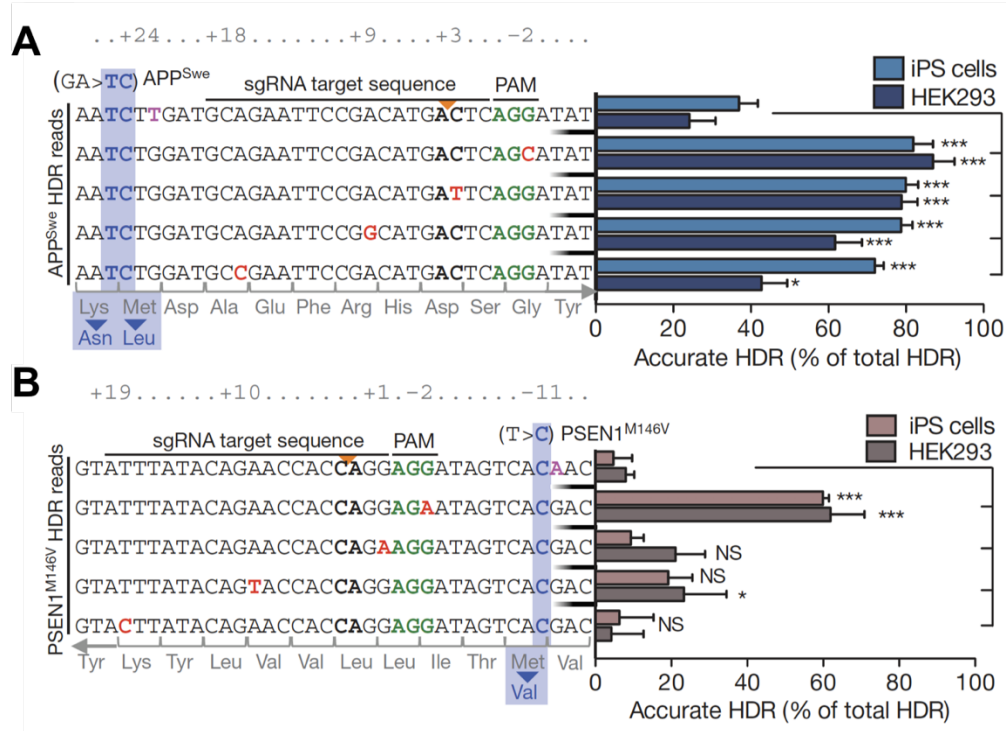 A
..+24...+18.......+9...+3...-2....
(GA>TC) APPSwe
sgRNA target sequence
PAM
iPS cells
HEK293
APPSwe HDR reads
AATCTTGATGCAGAATTCCGACATGACTCAGGATAT
AATCTGGATGCAGAATTCCGACATGACTCAGCATAT
***
***
AATCTGGATGCAGAATTCCGACATGATTCAGGATAT
***
***
AATCTGGATGCAGAATTCCGGCATGACTCAGGATAT
***
***
AATCTGGATGCCGAATTCCGACATGACTCAGGATAT
***
*
Lys Met Asp Ala Glu Phe Arg His Asp Ser Gly Tyr
Asn Leu
0 20 40 60 80 100
Accurate HDR (% of total HDR)
B
+19......+10.......+1.-2......-11..
sgRNA target sequence
PAM
(T>C) PSEN1M146V
iPS cells
HEK293
PSEN1M146V HDR reads
GTATTTATACAGAACCACCAGGAGGATAGTCACAAC
GTATTTATACAGAACCACCAGGAGAATAGTCACGAC
***
***
GTATTTATACAGAACCACCAGAAGGATAGTCACGAC
NS
GTATTTATACAGTACCACCAGGAGGATAGTCACGAC
NS
*
GTACTTATACAGAACCACCAGGAGGATAGTCACGAC
NS
Tyr Lys Tyr Leu Val Val Leu Leu Ile Thr Met Val
Val
0 20 40 60 80 100
Accurate HDR (% of total HDR)